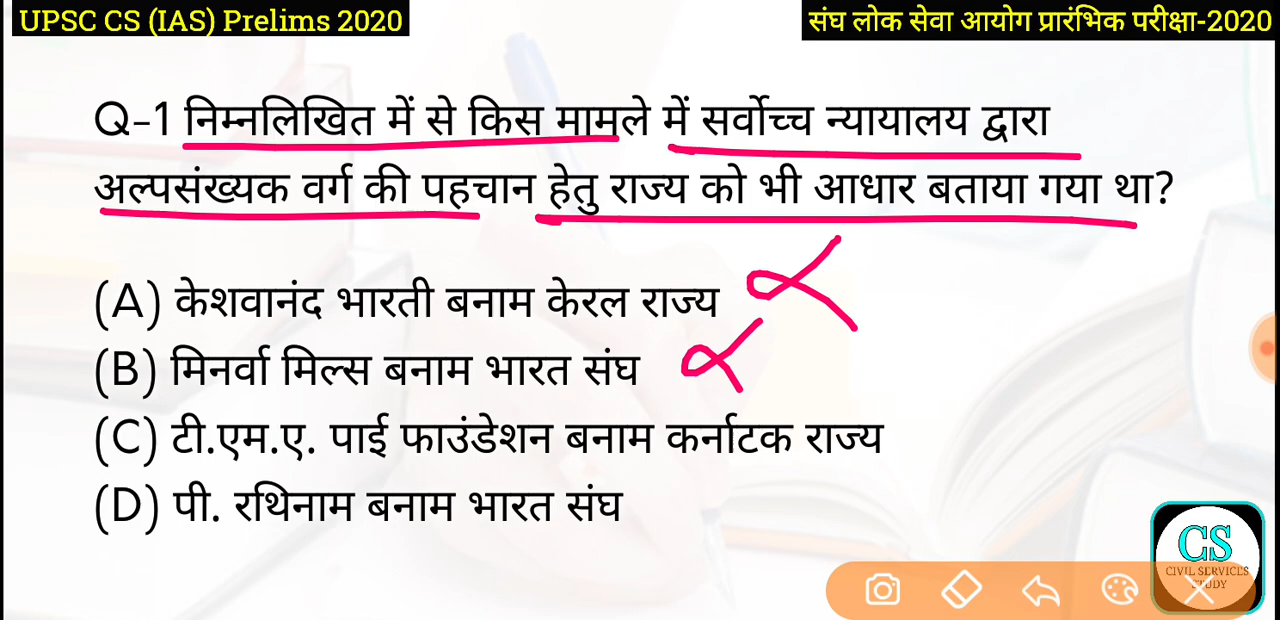 UPSC CS (IAS) Prelims 2020
संघ लोक सेवा आयोग प्रारंभिक परीक्षा-2020
Q-1 निम्नलिखित में से किस मामले में सर्वोच्च न्यायालय द्वारा
अल्पसंख्यक वर्ग की पहचान हेतु राज्य को भी आधार बताया गया था?
(A) केशवानंद भारती बनाम केरल राज्य
(B) मिनर्वा मिल्स बनाम भारत संघ
(C) टी.एम.ए. पाई फाउंडेशन बनाम कर्नाटक राज्य
(D) पी. रथिनाम बनाम भारत संघ
CS
CIVIL SERVICES
STUDY